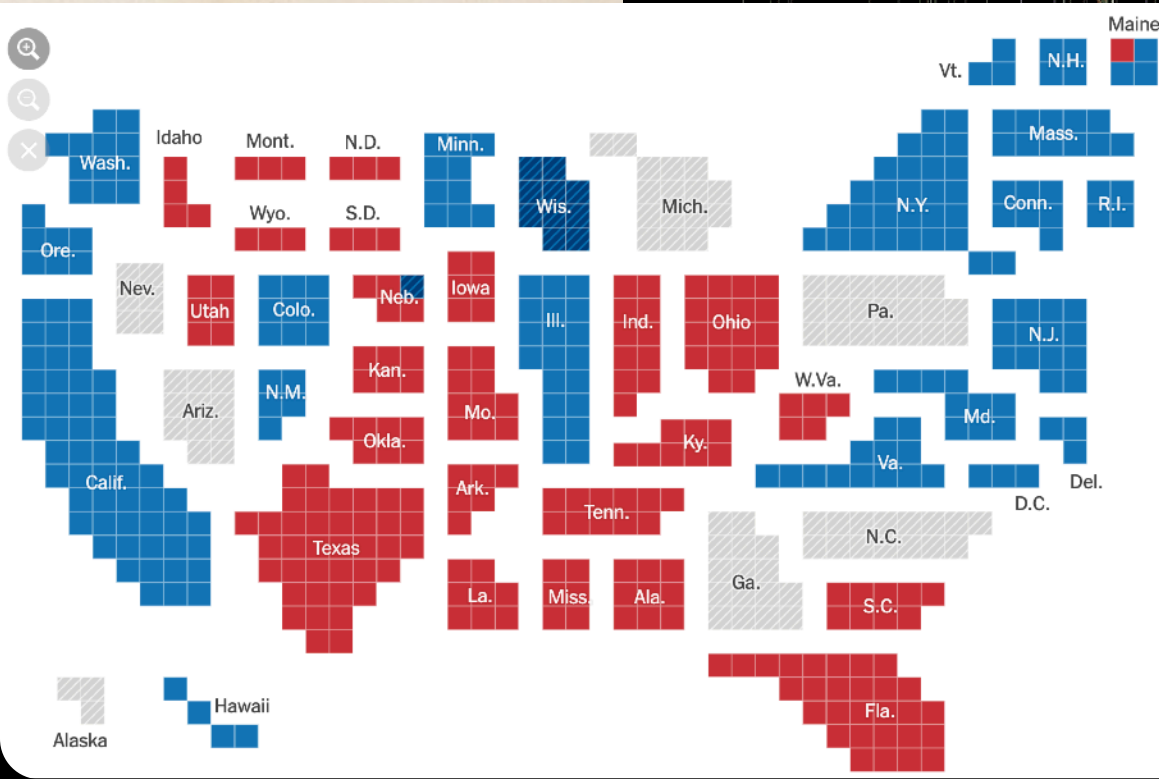 Maine
Vt.
N.H.
Mass.
Idaho
Mont.
N.D.
Minn.
Wash.
Wyo.
S.D.
Wis.
Mich.
N.Y.
Conn.
R.I.
Ore.
Nev.
Utah
Colo.
Neb.
Iowa
Ill.
Ind.
Ohio
Pa.
N.J.
Kan.
W.Va.
N.M.
Ariz.
Mo.
Md.
Okla.
Ky.
Va.
Calif.
Ark.
Del.
D.C.
Tenn.
Texas
N.C.
Ga.
La.
Miss.
Ala.
S.C.
Hawaii
Fla.
Alaska